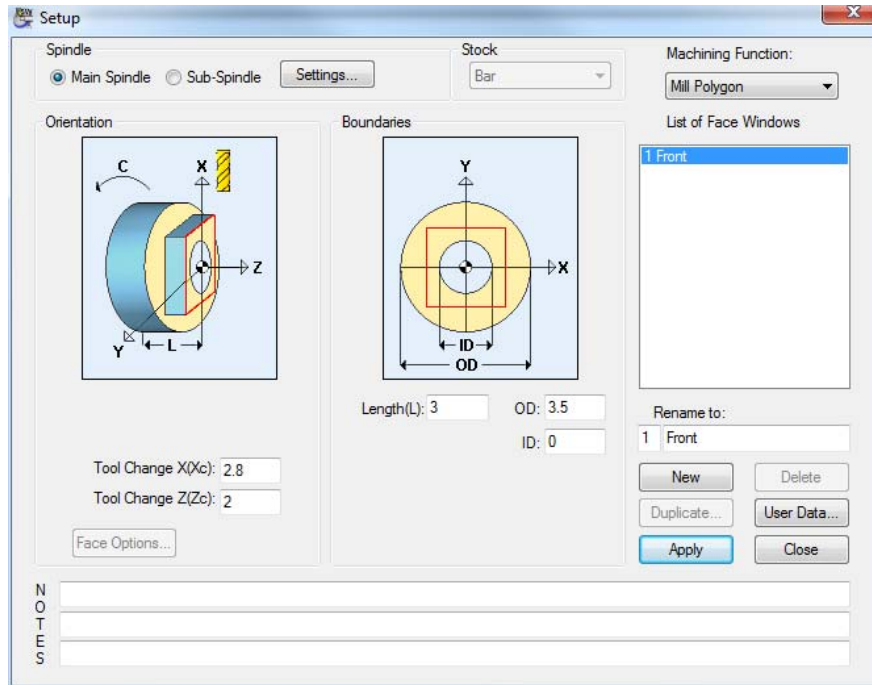 Setup
Spindle
Main Spindle Sub-Spindle Settings...
Stock
Bar
Machining Function:
Mill Polygon
Orientation
C X
Z
Y L
Boundaries
Y
X
ID
OD
Length(L): 3 OD: 3.5
ID: 0
Tool Change X(Xc): 2.8
Tool Change Z(Zc): 2
Face Options...
List of Face Windows
1 Front
Rename to:
1 Front
New Delete
Duplicate... User Data...
Apply Close
N
O
T
E
S